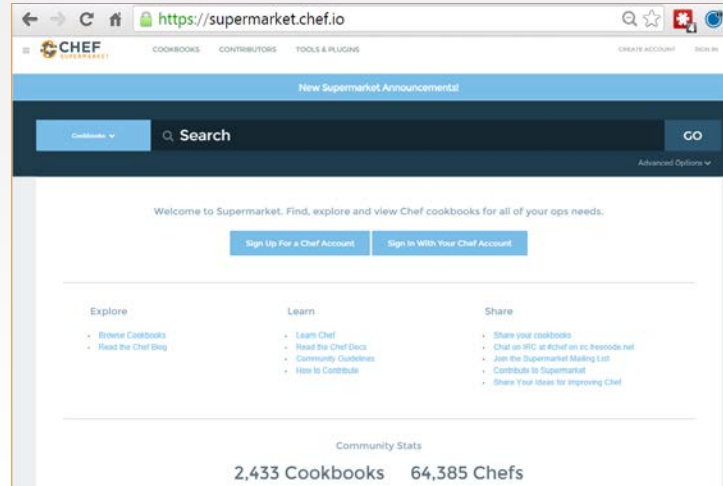 https://supermarket.chef.io
CHEF
SUPERMARKET
COOKBOOKS CONTRIBUTORS TOOLS & PLUGINS
CREATE ACCOUNT SIGN IN
New Supermarket Announcements!
Cookbooks Search GO
Advanced Options
Welcome to Supermarket. Find, explore and view Chef cookbooks for all of your ops needs.
Sign Up For a Chef Account Sign In With Your Chef Account
Explore
Browse Cookbooks
Read the Chef Blog
Learn
Learn Chef
Read the Chef Docs
Community Guidelines
How to Contribute
Share
Share your cookbooks
Chat on IRC at #chef on irc.freenode.net
Join the Supermarket Mailing List
Contribute to Supermarket
Share Your Ideas for Improving Chef
Community Stats
2,433 Cookbooks 64,385 Chefs